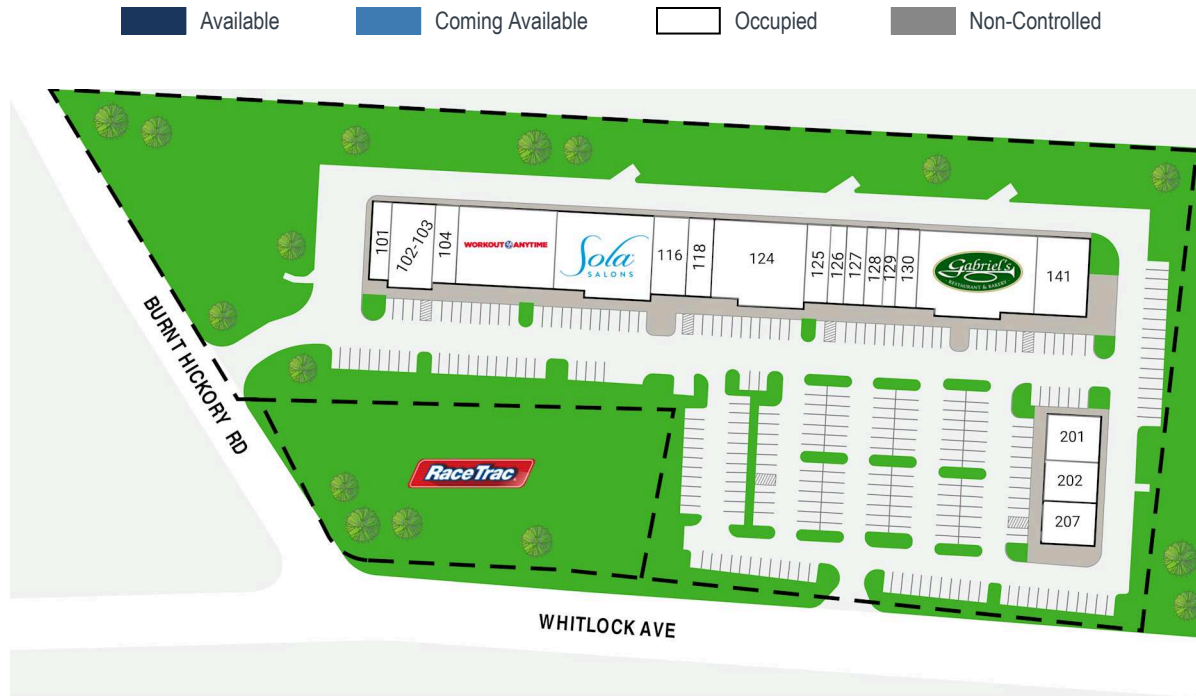 Available
Coming Available
Occupied
Non-Controlled
101
102-103
104
WORKOUT ANYTIME
Sola
SALONS
116
118
124
125
126
127
128
129
130
Gabriel's
RESTAURANT & BAKERY
141
BURNT HICKORY RD
RaceTrac
201
202
207
WHITLOCK AVE